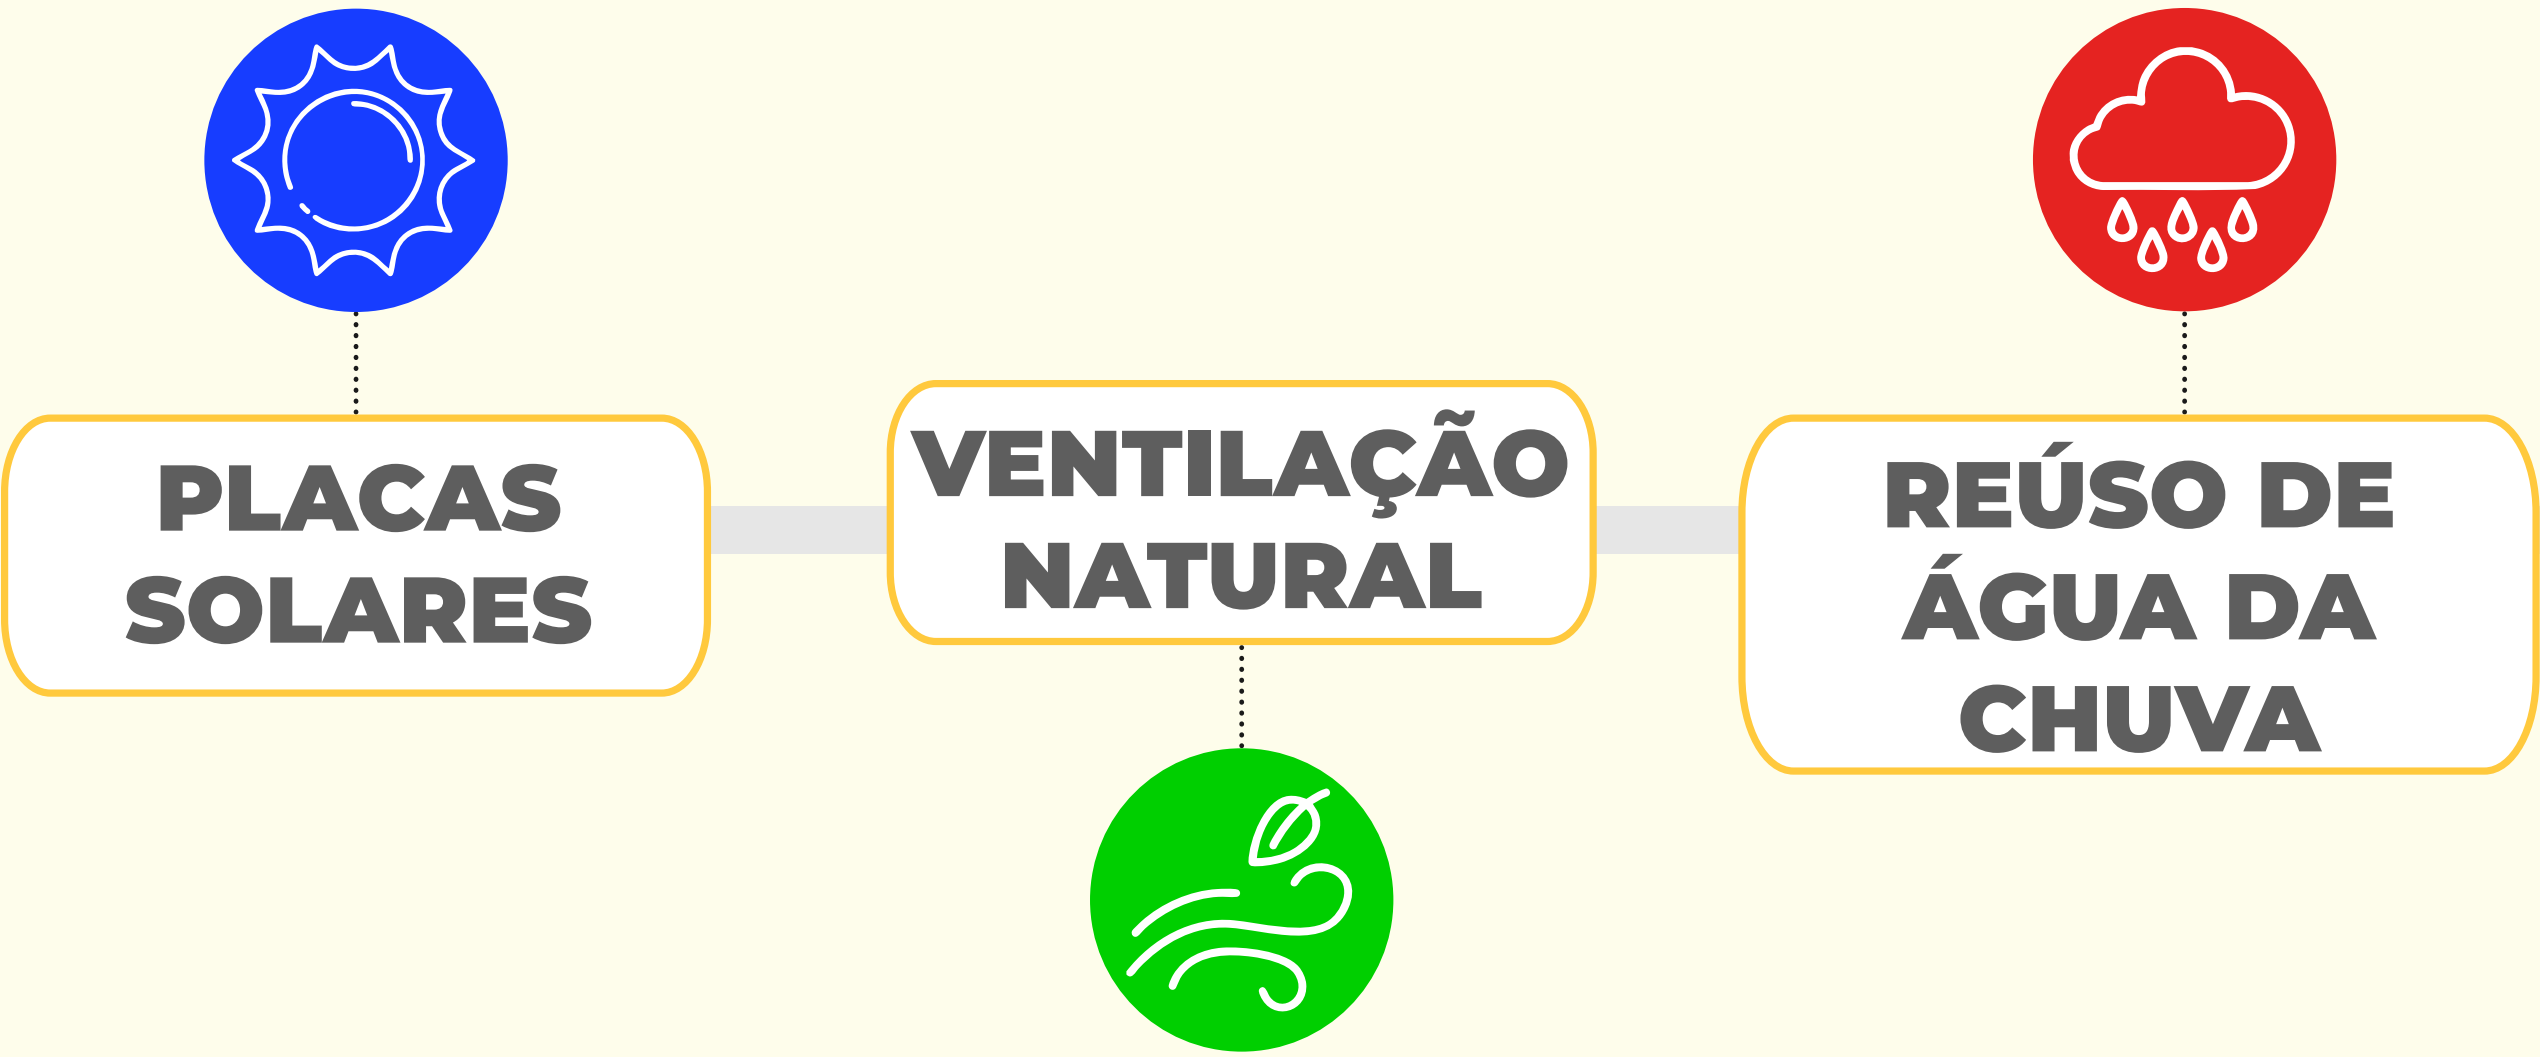 PLACAS
SOLARES
VENTILAÇÃO
NATURAL
REÚSO DE
ÁGUA DA
CHUVA